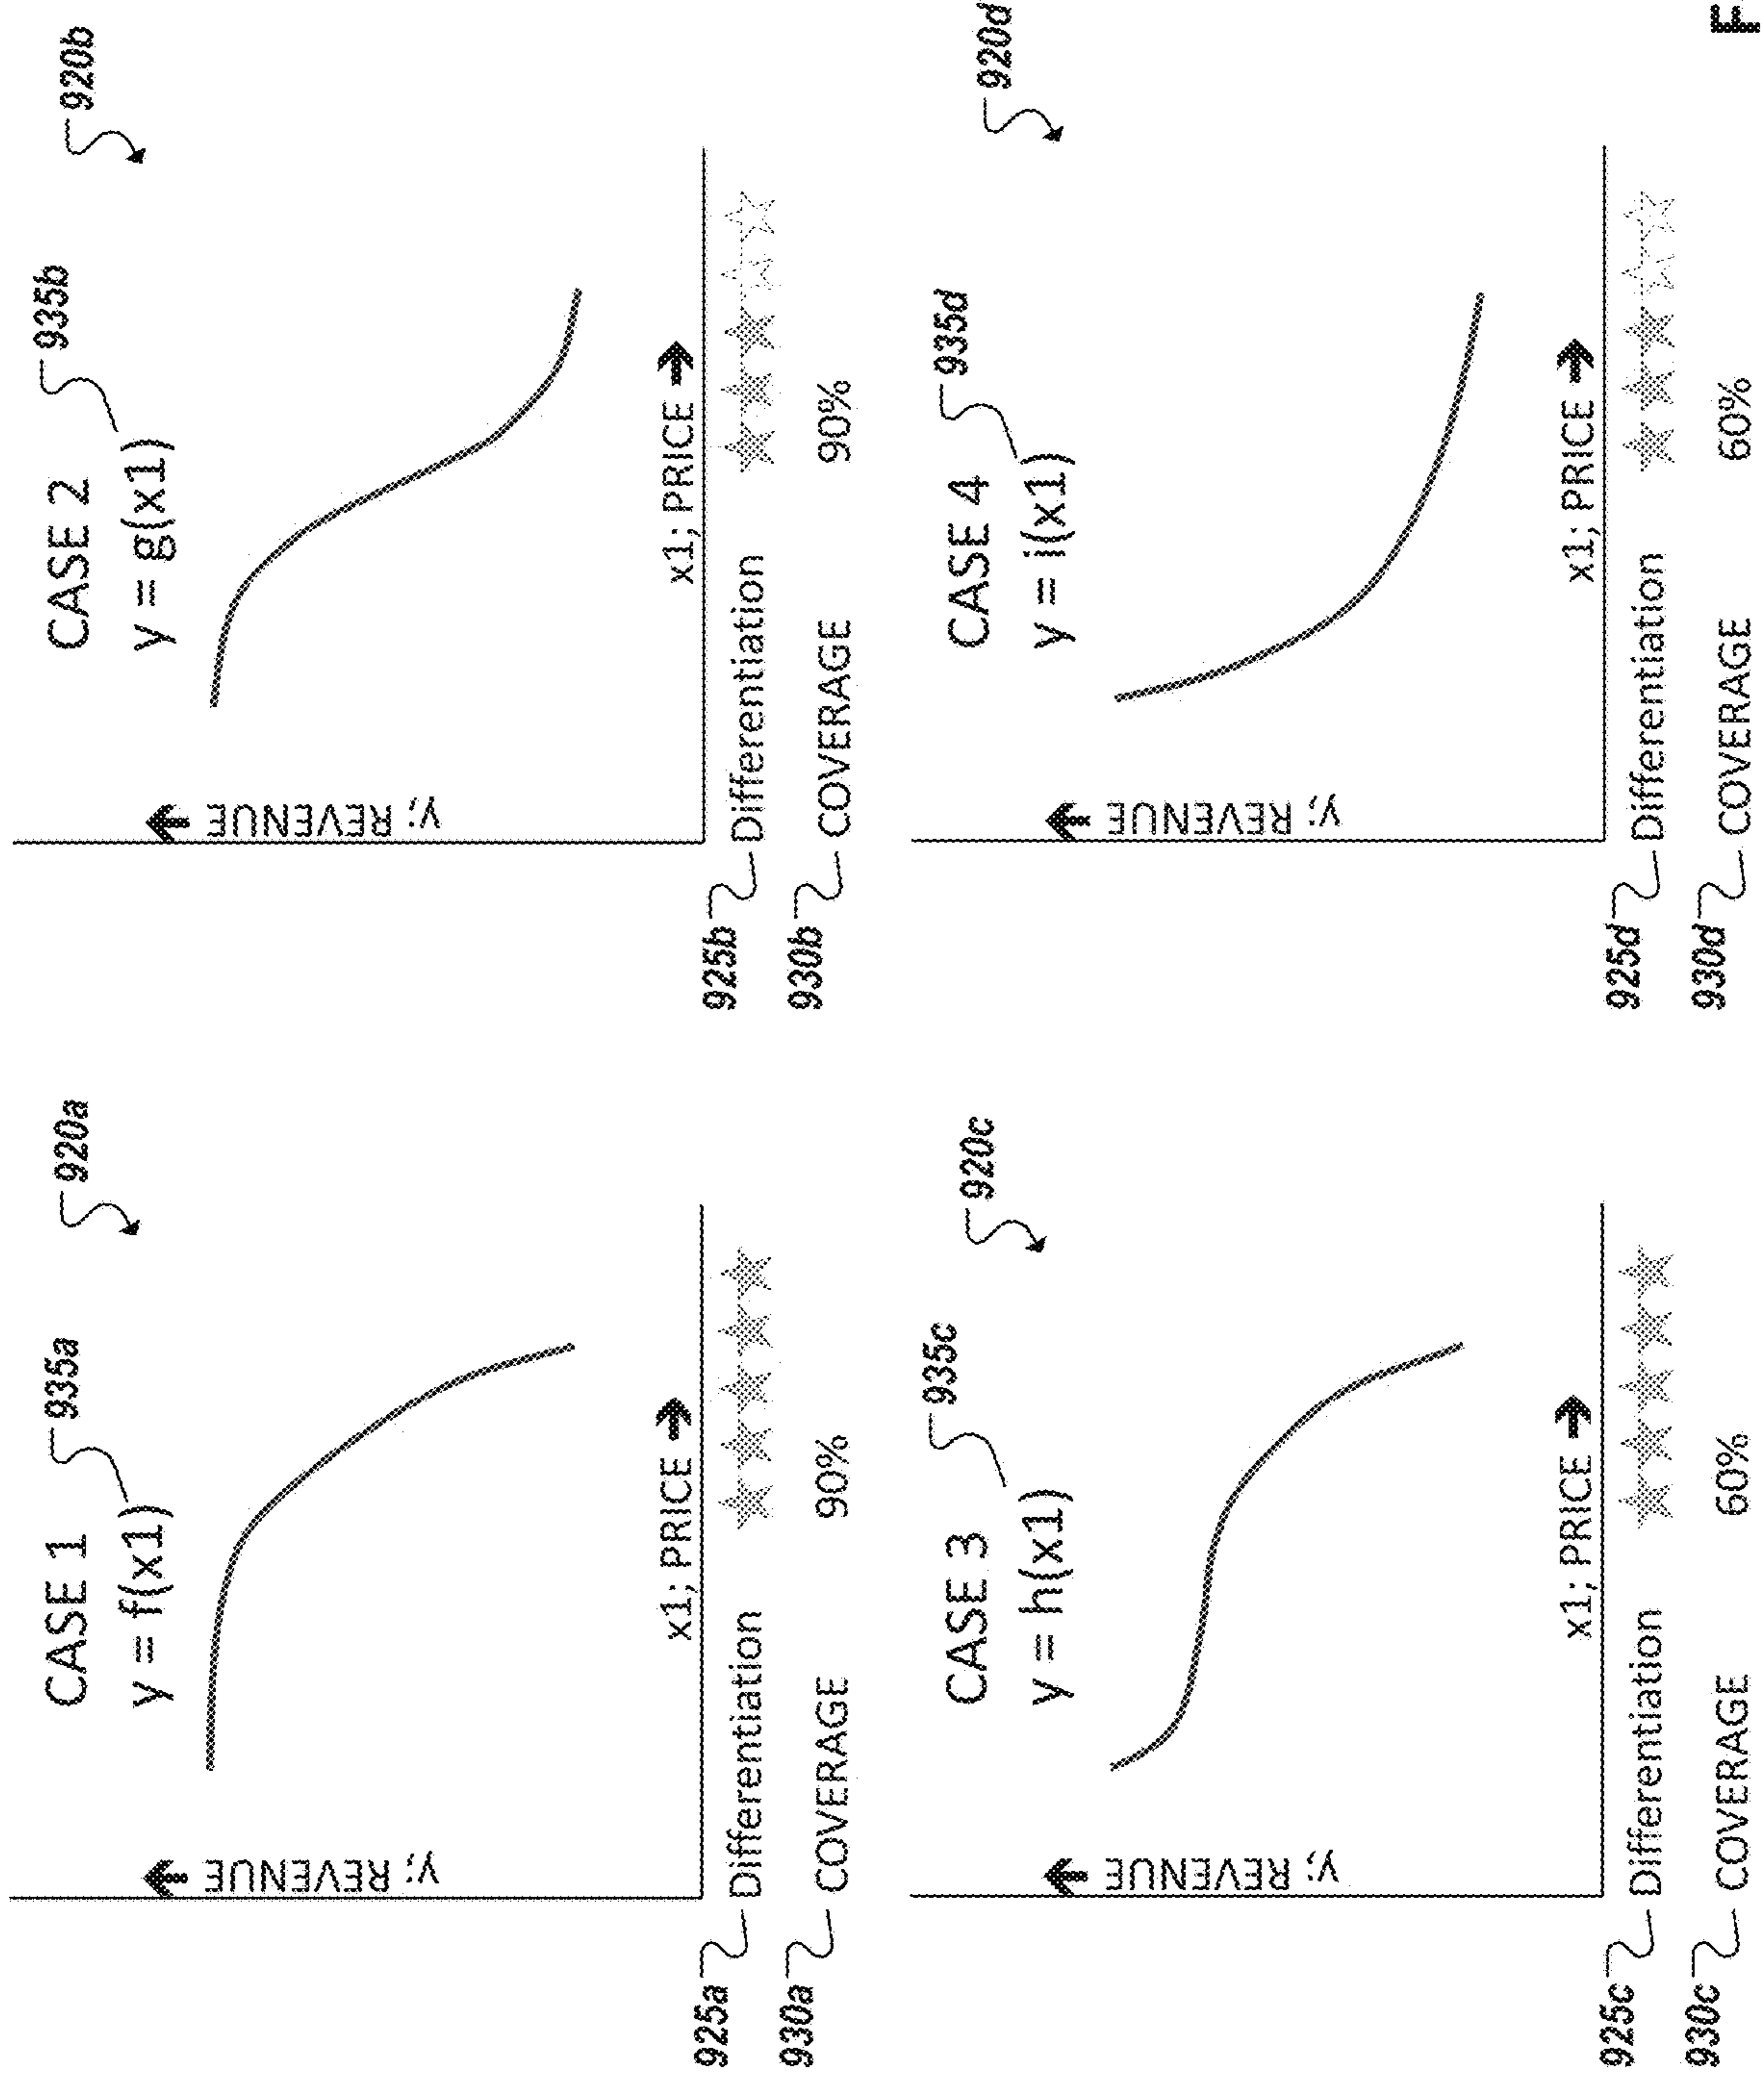 CASE 1
y = f(x1)
935a
920a
y; REVENUE
x1; PRICE
925a
Differentiation
930a
COVERAGE
90%
CASE 2
y = g(x1)
935b
920b
y; REVENUE
x1; PRICE
925b
Differentiation
930b
COVERAGE
90%
CASE 3
y = h(x1)
935c
920c
y; REVENUE
x1; PRICE
925c
Differentiation
930c
COVERAGE
60%
CASE 4
y = i(x1)
935d
920d
y; REVENUE
x1; PRICE
925d
Differentiation
930d
COVERAGE
60%